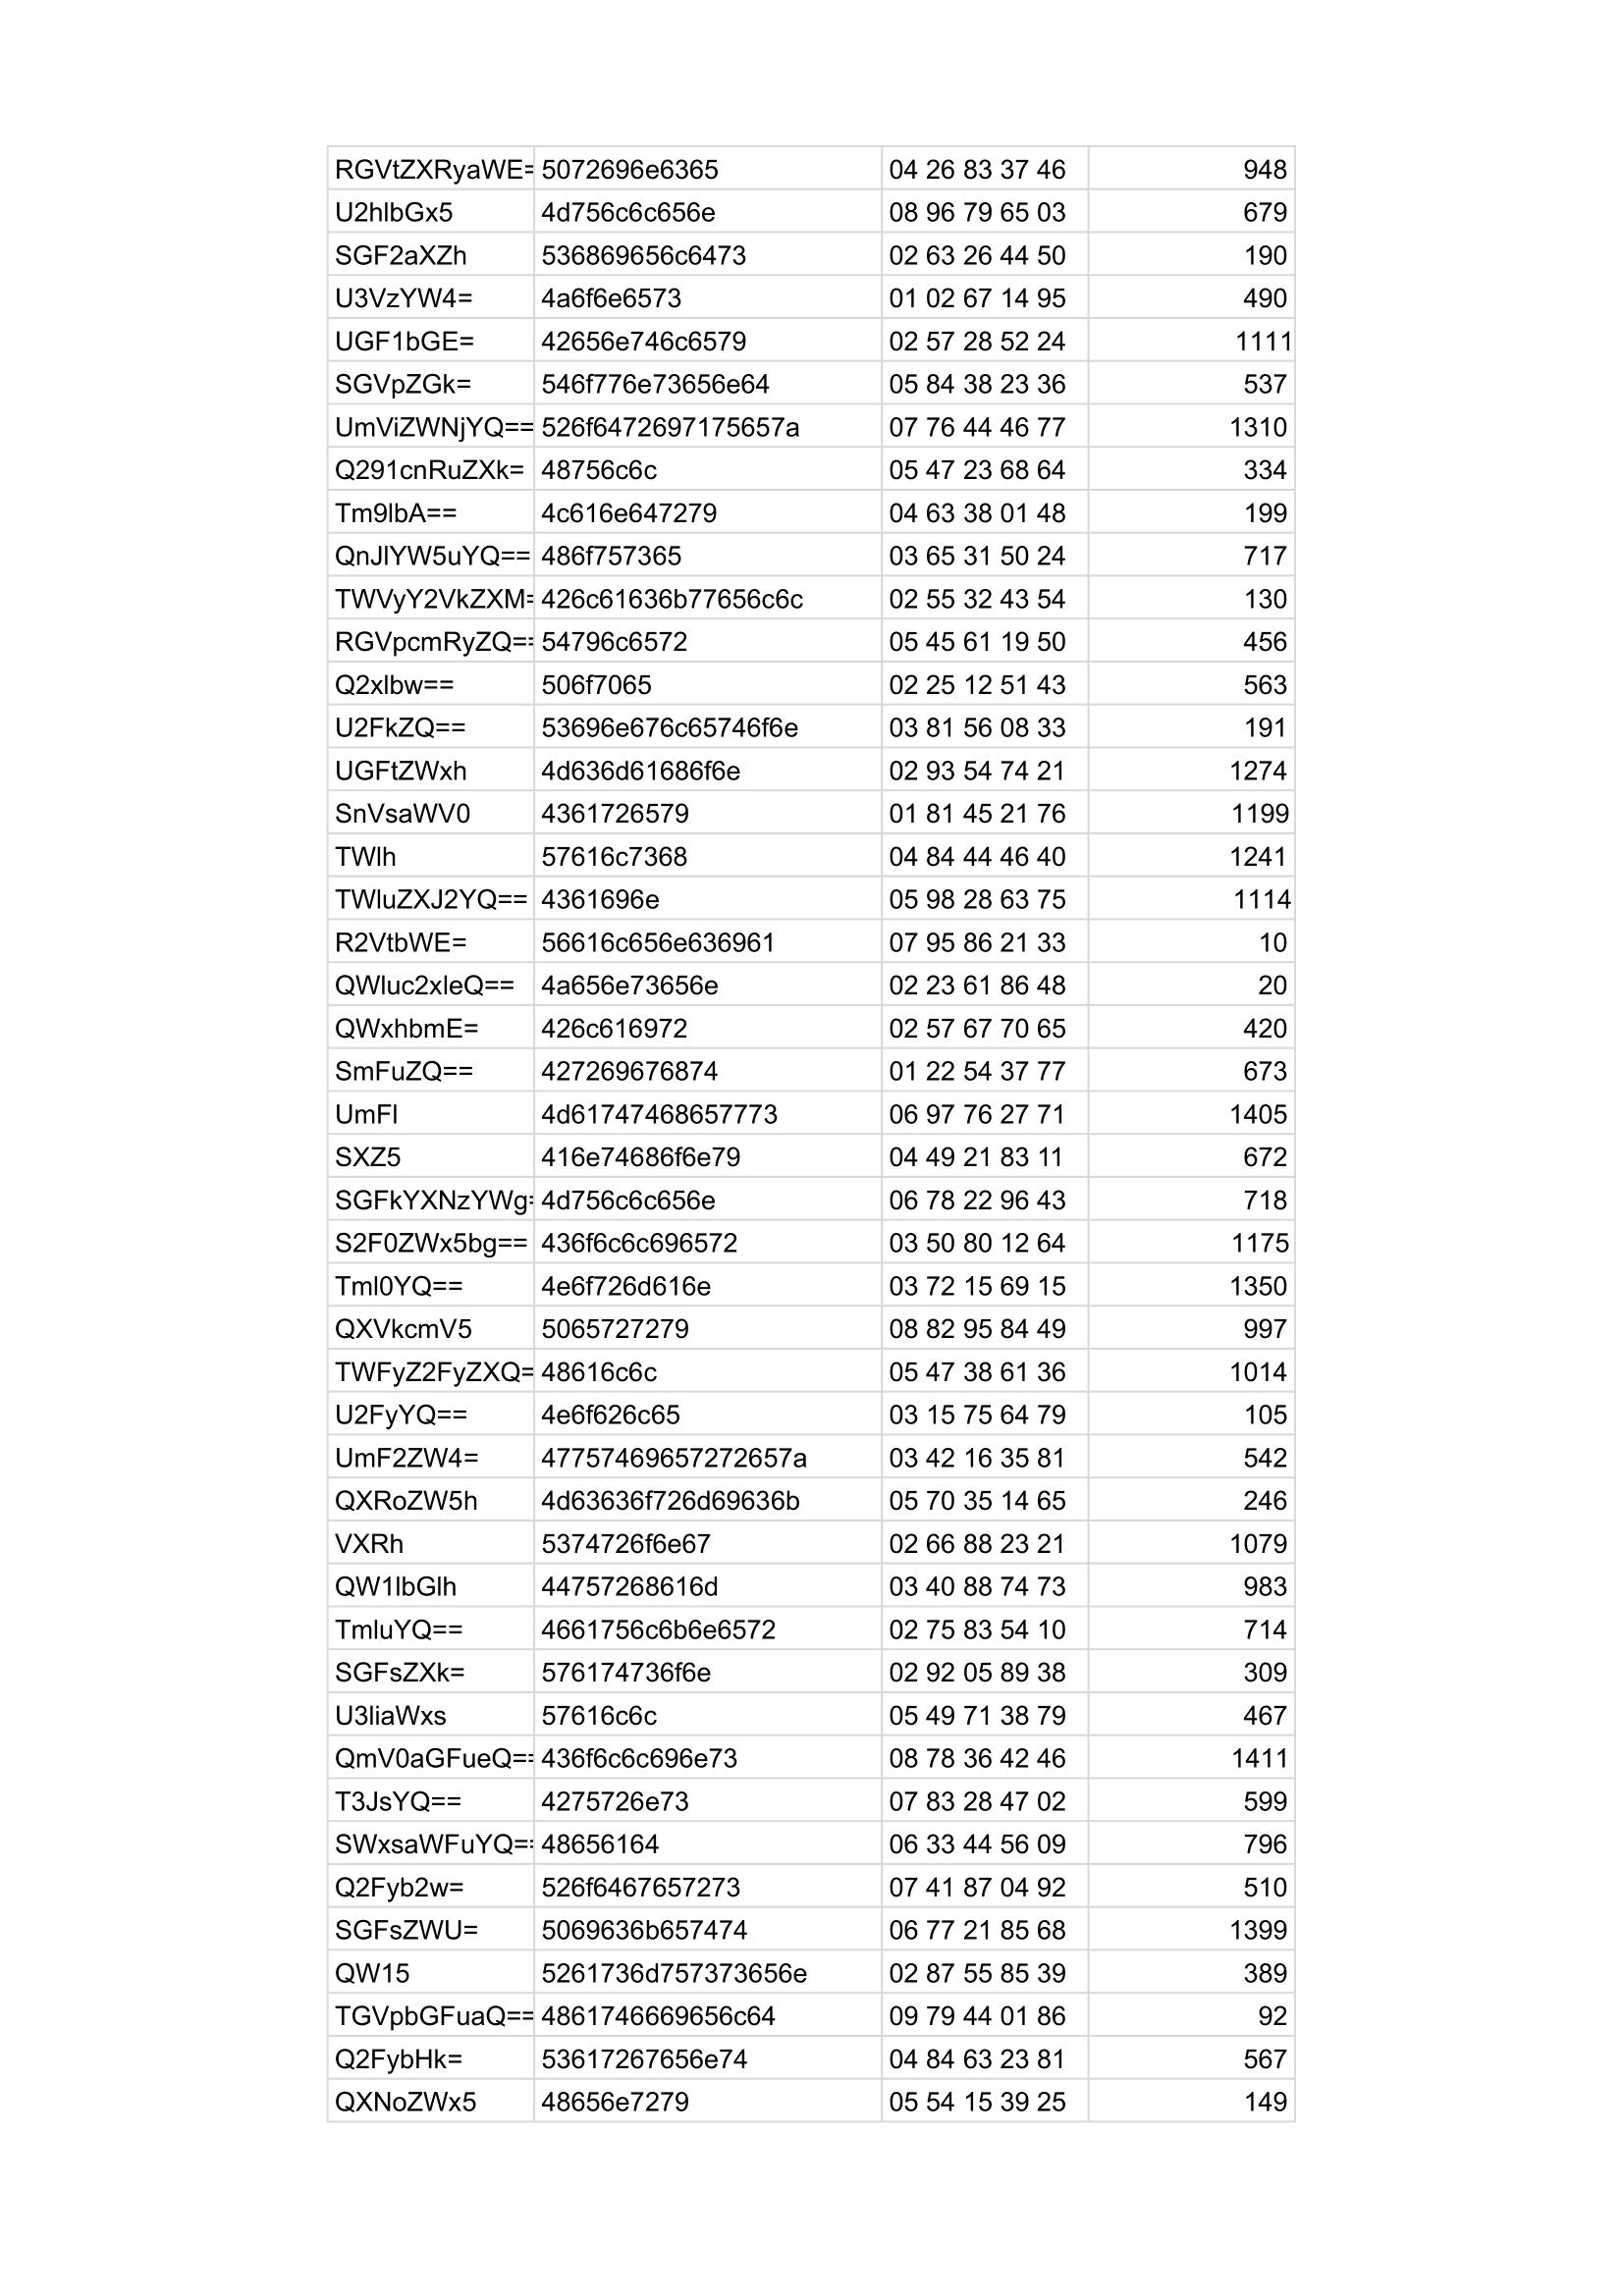 RGVtZXRyaWE= 5072696e6365 04 26 83 37 46 948
U2hlbGx5 4d756c6c656e 08 96 79 65 03 679
SGF2aXZh 536869656c6473 02 63 26 44 50 190
U3VzYW4= 4a6f6e6573 01 02 67 14 95 490
UGF1bGE= 42656e746c6579 02 57 28 52 24 1111
SGVpZGk= 546f776e73656e64 05 84 38 23 36 537
UmViZWNjYQ== 526f6472697175657a 07 76 44 46 77 1310
Q291cnRuZXk= 48756c6c 05 47 23 68 64 334
Tm9lbA== 4c616e647279 04 63 38 01 48 199
QnJlYW5uYQ== 486f757365 03 65 31 50 24 717
TWVyY2VkZXM= 426c61636b77656c6c 02 55 32 43 54 130
RGVpcmRyZQ== 54796c6572 05 45 61 19 50 456
Q2xlbw== 506f7065 02 25 12 51 43 563
U2FkZQ== 53696e676c65746f6e 03 81 56 08 33 191
UGFtZWxh 4d636d61686f6e 02 93 54 74 21 1274
SnVsaWV0 4361726579 01 81 45 21 76 1199
TWlh 57616c7368 04 84 44 46 40 1241
TWluZXJ2YQ== 4361696e 05 98 28 63 75 1114
R2VtbWE= 56616c656e636961 07 95 86 21 33 10
QWluc2xleQ== 4a656e73656e 02 23 61 86 48 20
QWxhbmE= 426c616972 02 57 67 70 65 420
SmFuZQ== 427269676874 01 22 54 37 77 673
UmFl 4d61747468657773 06 97 76 27 71 1405
SXZ5 416e74686f6e79 04 49 21 83 11 672
SGFkYXNzYWg= 4d756c6c656e 06 78 22 96 43 718
S2F0ZWx5bg== 436f6c6c696572 03 50 80 12 64 1175
Tml0YQ== 4e6f726d616e 03 72 15 69 15 1350
QXVkcmV5 5065727279 08 82 95 84 49 997
TWFyZ2FyZXQ= 48616c6c 05 47 38 61 36 1014
U2FyYQ== 4e6f626c65 03 15 75 64 79 105
UmF2ZW4= 47757469657272657a 03 42 16 35 81 542
QXRoZW5h 4d63636f726d69636b 05 70 35 14 65 246
VXRh 5374726f6e67 02 66 88 23 21 1079
QW1lbGlh 44757268616d 03 40 88 74 73 983
TmluYQ== 4661756c6b6e6572 02 75 83 54 10 714
SGFsZXk= 576174736f6e 02 92 05 89 38 309
U3liaWxs 57616c6c 05 49 71 38 79 467
QmV0aGFueQ== 436f6c6c696e73 08 78 36 42 46 1411
T3JsYQ== 4275726e73 07 83 28 47 02 599
SWxsaWFuYQ== 48656164 06 33 44 56 09 796
Q2Fyb2w= 526f6467657273 07 41 87 04 92 510
SGFsZWU= 5069636b657474 06 77 21 85 68 1399
QW15 5261736d757373656e 02 87 55 85 39 389
TGVpbGFuaQ== 4861746669656c64 09 79 44 01 86 92
Q2FybHk= 53617267656e74 04 84 63 23 81 567
QXNoZWx5 48656e7279 05 54 15 39 25 149